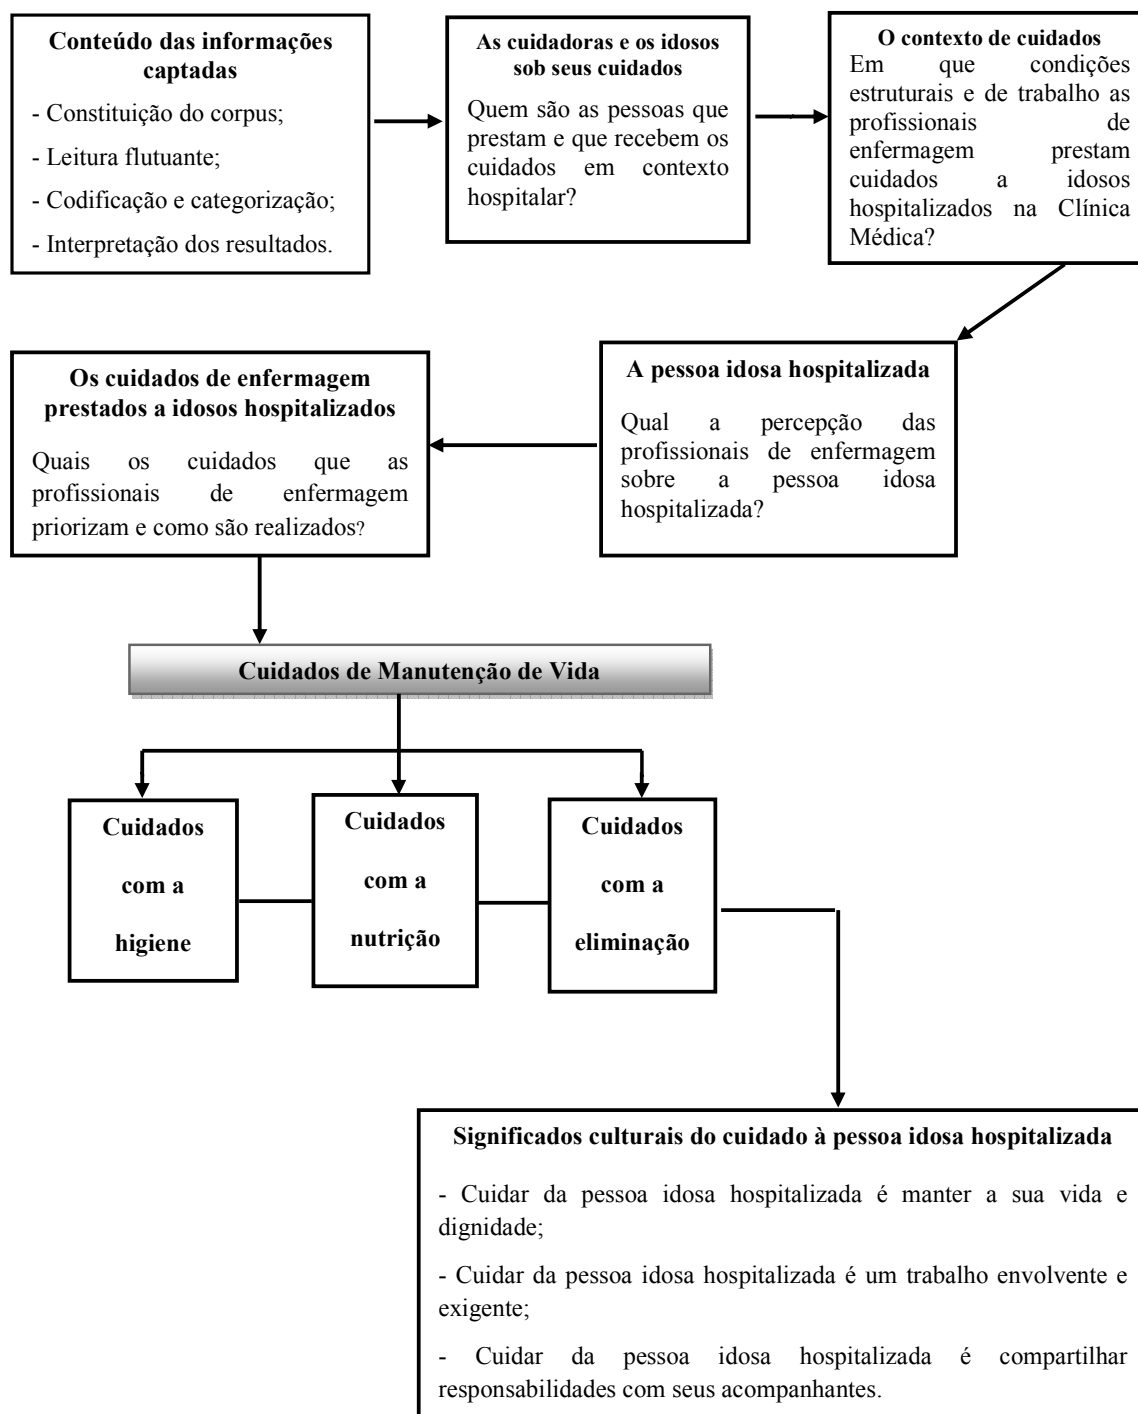 Conteúdo das informações
captadas
- Constituição do corpus;
- Leitura flutuante;
- Codificação e categorização;
- Interpretação dos resultados.
As cuidadoras e os idosos
sob seus cuidados
Quem são as pessoas que
prestam e que recebem os
cuidados em contexto
hospitalar?
O contexto de cuidados
Em que condições
estruturais e de trabalho as
profissionais de
enfermagem prestam
cuidados a idosos
hospitalizados na Clínica
Médica?
A pessoa idosa hospitalizada
Qual a percepção das
profissionais de enfermagem
sobre a pessoa idosa
hospitalizada?
Os cuidados de enfermagem
prestados a idosos hospitalizados
Quais os cuidados que as
profissionais de enfermagem
priorizam e como são realizados?
Cuidados de Manutenção de Vida
Cuidados
com a
higiene
Cuidados
com a
nutrição
Cuidados
com a
eliminação
Significados culturais do cuidado à pessoa idosa hospitalizada
- Cuidar da pessoa idosa hospitalizada é manter a sua vida e
dignidade;
- Cuidar da pessoa idosa hospitalizada é um trabalho envolvente e
exigente;
- Cuidar da pessoa idosa hospitalizada é compartilhar
responsabilidades com seus acompanhantes.